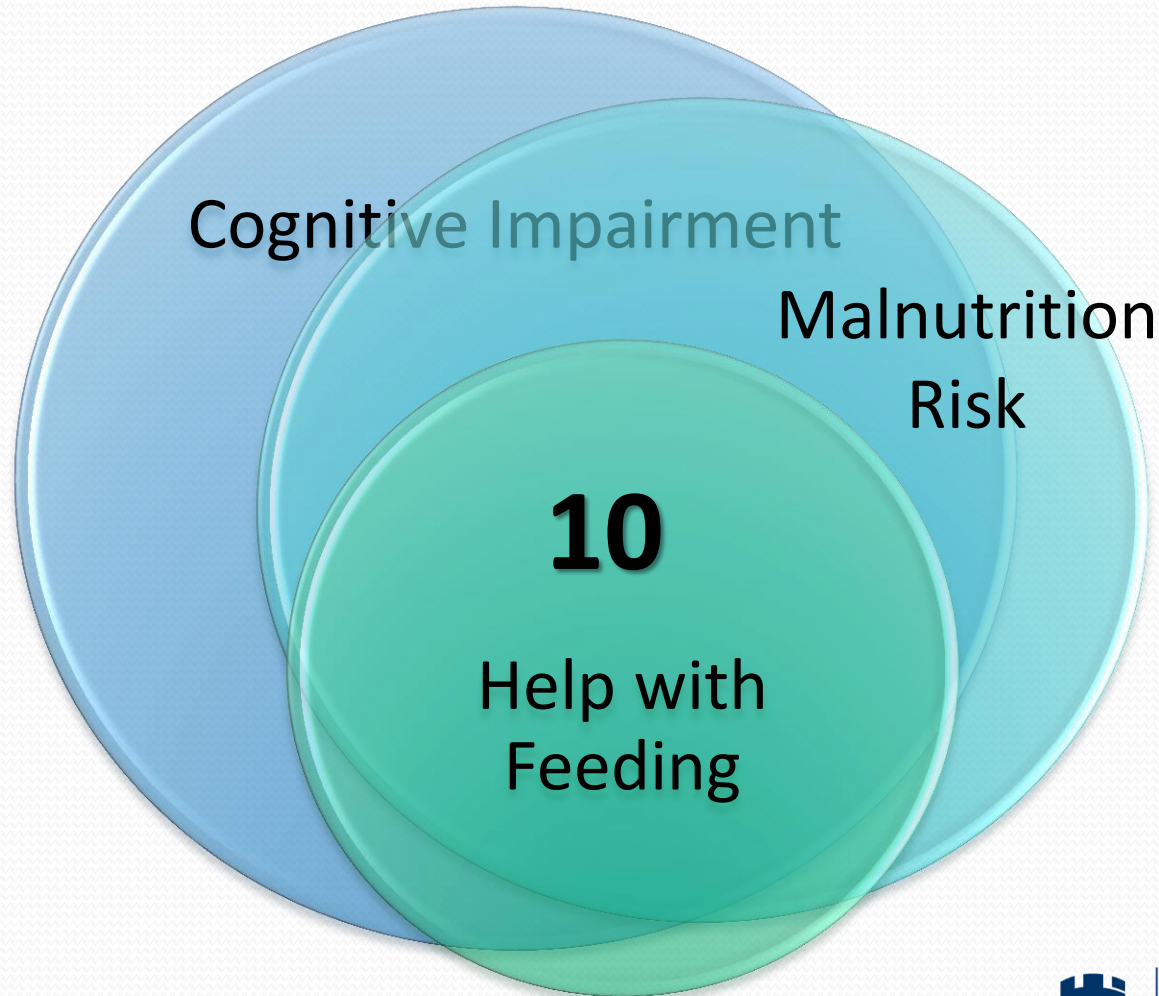 Cognitive Impairment
Malnutrition
Risk
10
Help with
Feeding